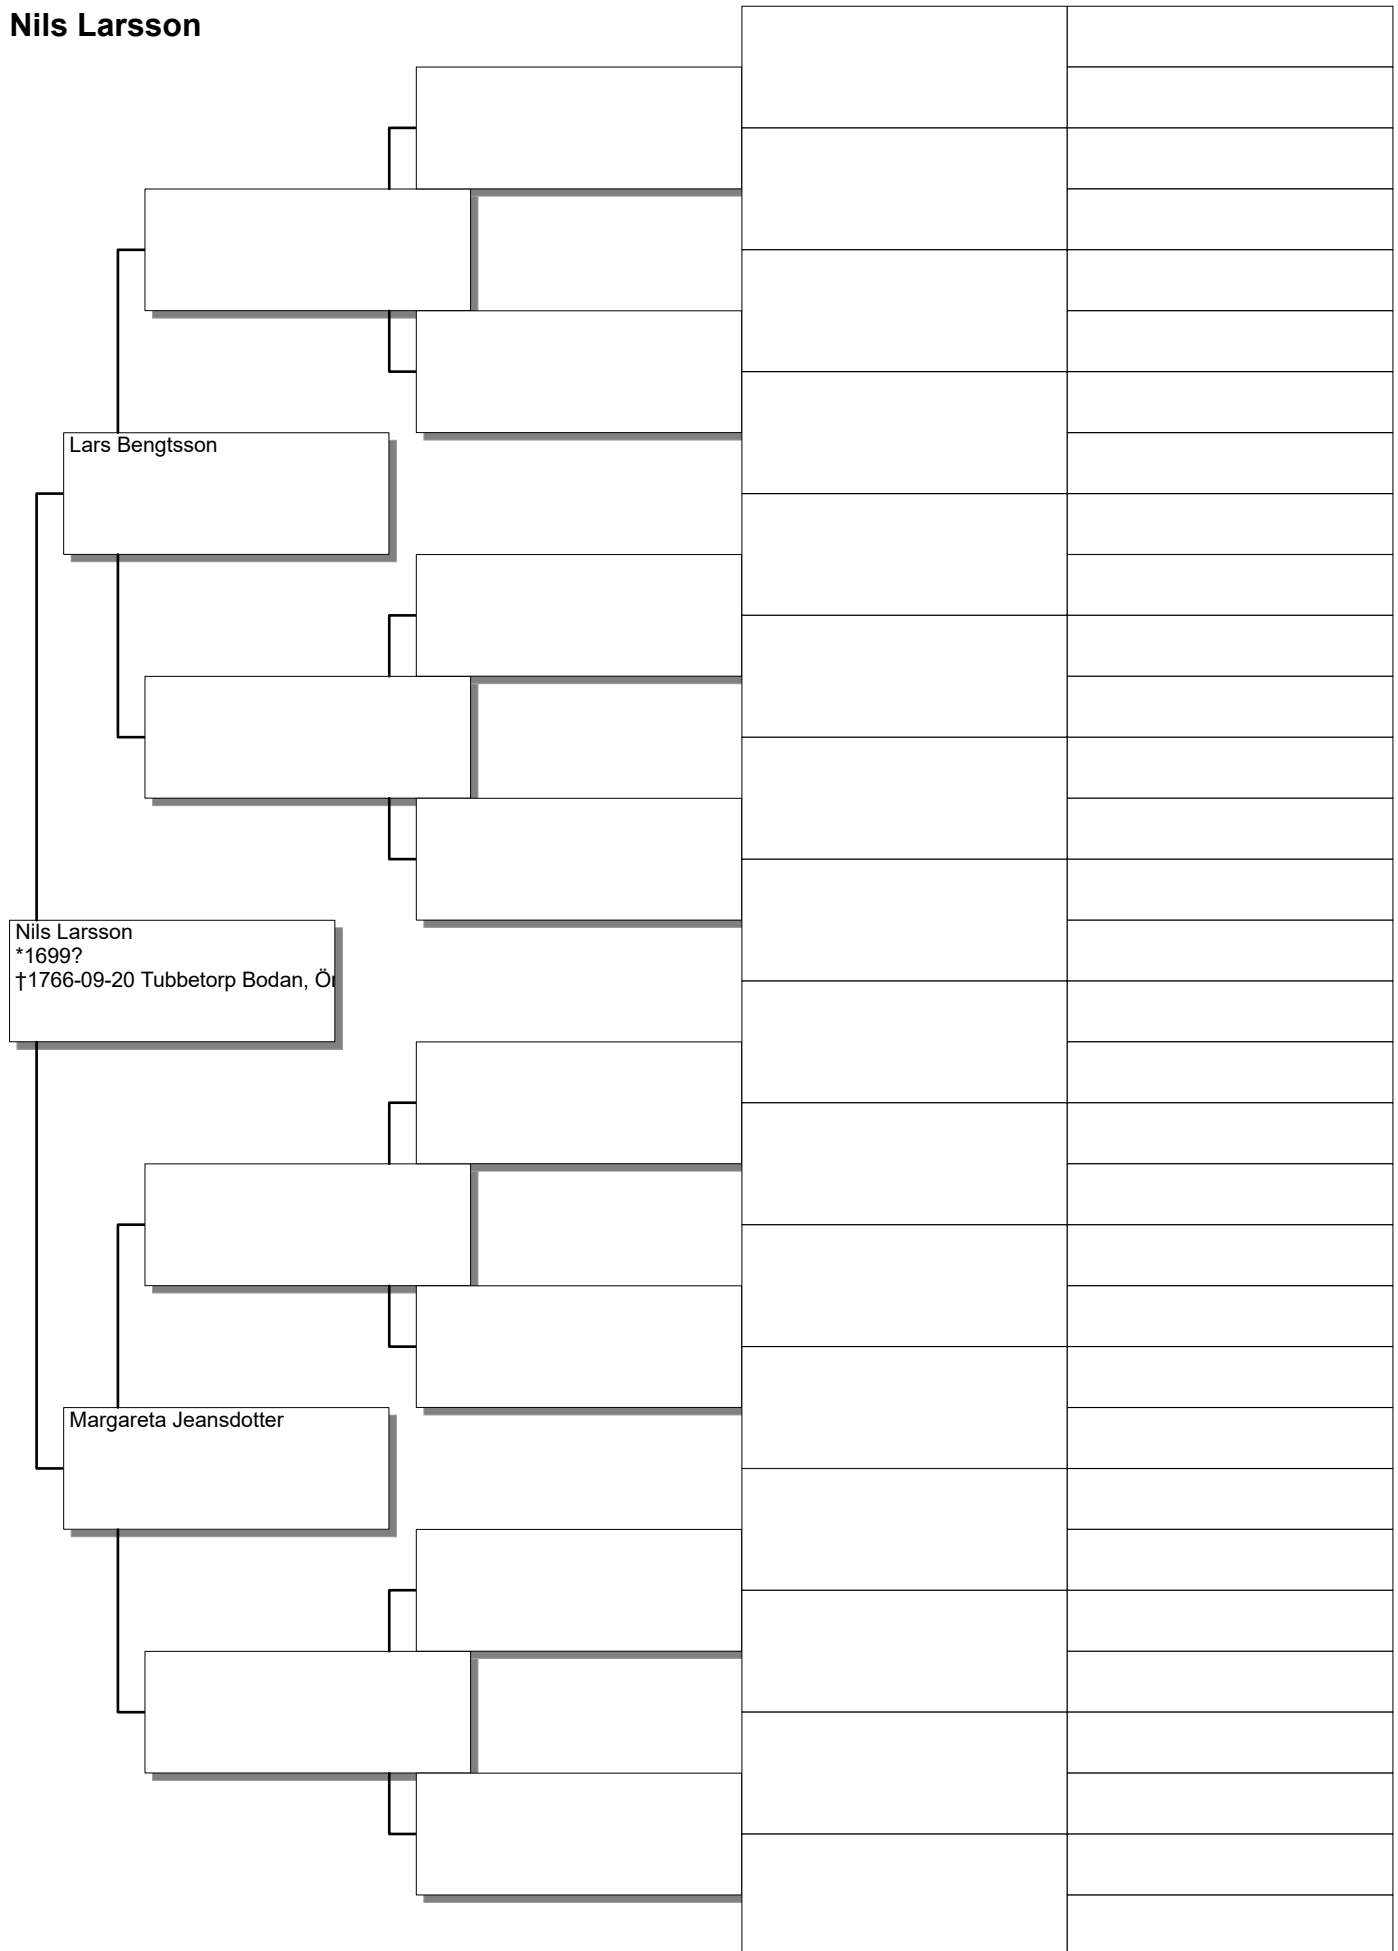 Nils Larsson
Lars Bengtsson
Nils Larsson
*1699?
†1766-09-20 Tubbetorp Bodan,
Margareta Jeansdotter